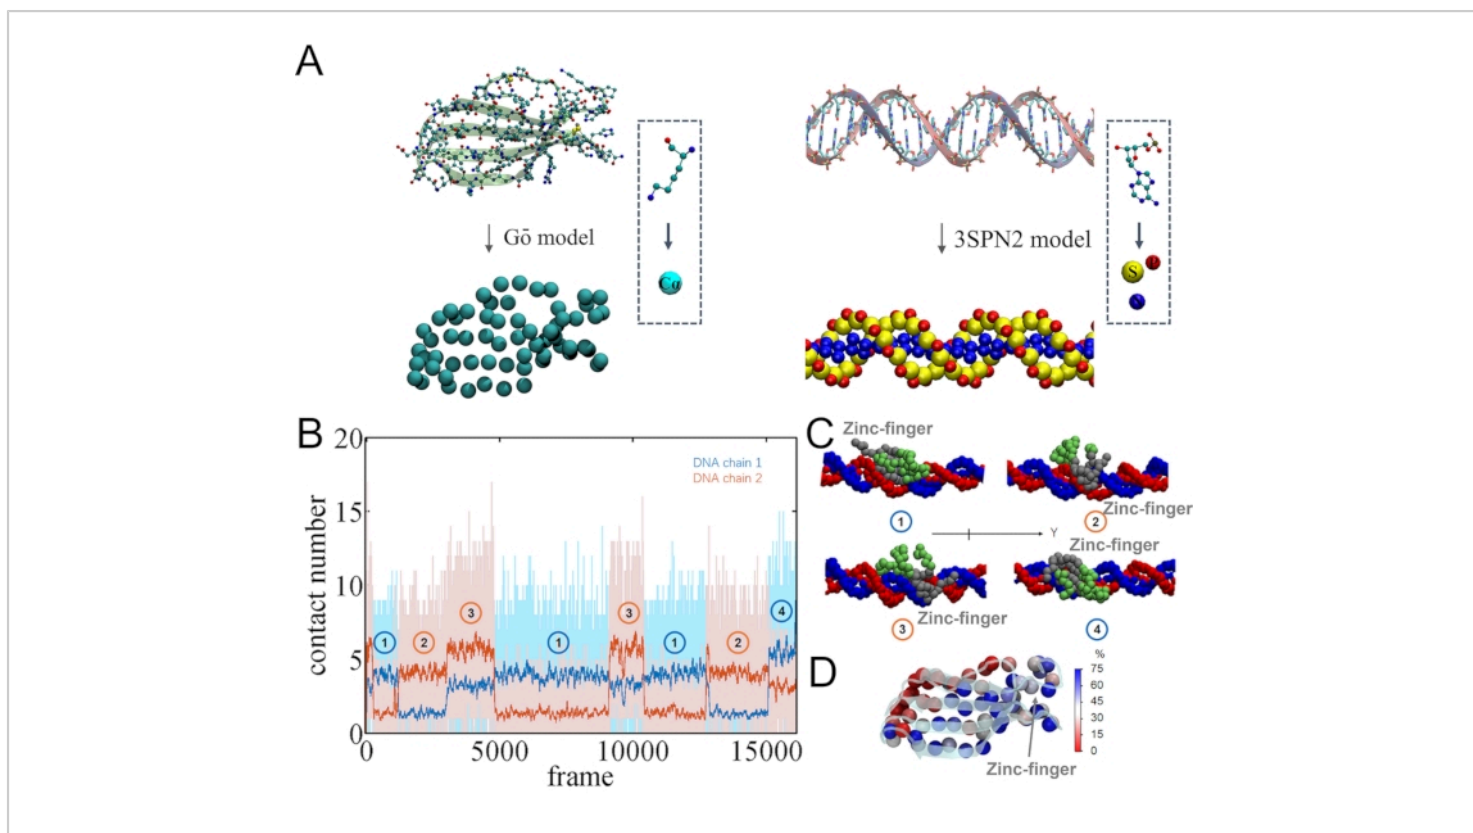 A
Gō model
Cα
3SPN2 model
S
B
20
15
10
5
0
contact number
DNA chain 1
DNA chain 2
1
2
3
1
3
1
2
4
0
5000
10000
15000
frame
C
Zinc-finger
1
Zinc-finger
2
Y
Zinc-finger
3
Zinc-finger
4
D
%
75
60
45
30
15
0
Zinc-finger